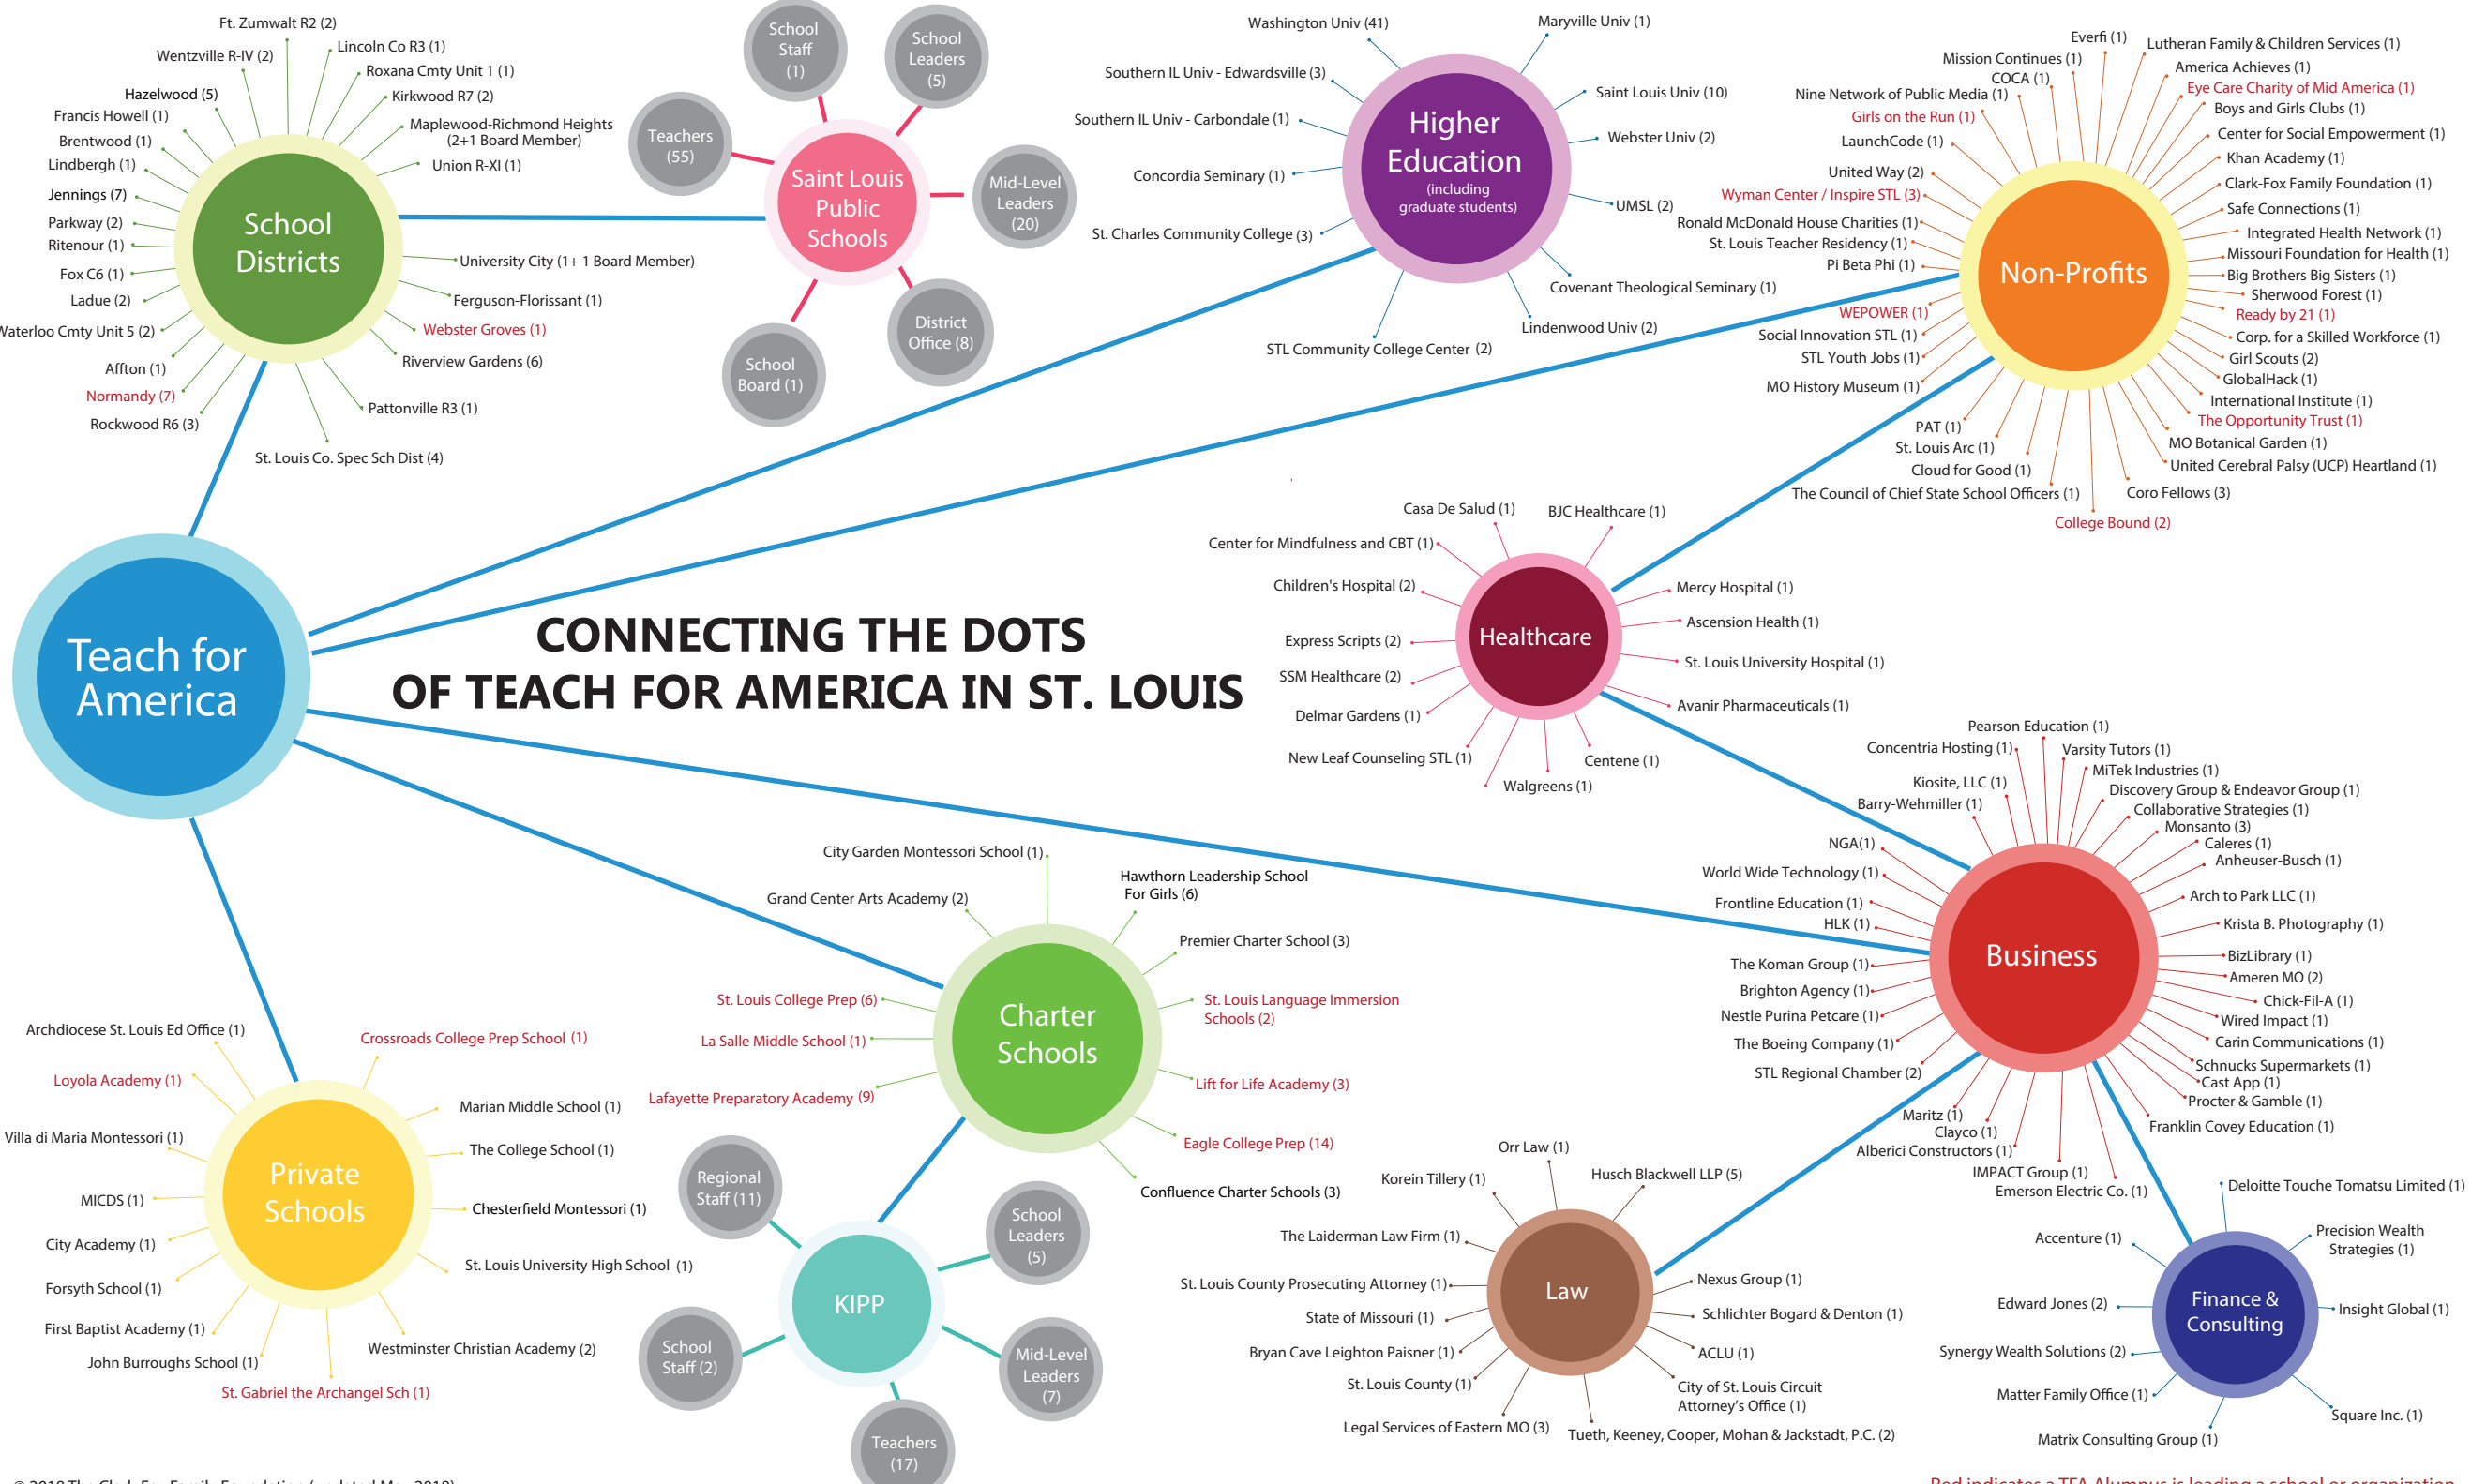 Ft. Zumwalt R2 (2)
Wentzville R-IV (2)
Lincoln Co R3 (1)
Roxana Cmty Unit 1 (1)
Hazelwood (5)
Kirkwood R7 (2)
Francis Howell (1)
Maplewood-Richmond Heights
(2+1 Board Member)
Brentwood (1)
Lindbergh (1)
Union R-XI (1)
Jennings (7)
Parkway (2)
Ritenour (1)
School
Districts
University City (1+ 1 Board Member)
Fox C6 (1)
Ladue (2)
Ferguson-Florissant (1)
Waterloo Cmty Unit 5 (2)
Webster Groves (1)
Affton (1)
Riverview Gardens (6)
Normandy (7)
Rockwood R6 (3)
Pattonville R3 (1)
St. Louis Co. Spec Sch Dist (4)
School
Staff
(1)
School
Leaders
(5)
Teachers
(55)
Saint Louis
Public
Schools
Mid-Level
Leaders
(20)
District
Office (8)
School
Board (1)
Washington Univ (41)
Maryville Univ (1)
Southern IL Univ - Edwardsville (3)
Saint Louis Univ (10)
Southern IL Univ - Carbondale (1)
Higher
Education
(including
graduate students)
Webster Univ (2)
Concordia Seminary (1)
UMSL (2)
St. Charles Community College (3)
Covenant Theological Seminary (1)
Lindenwood Univ (2)
STL Community College Center (2)
Everfi (1)
Lutheran Family & Children Services (1)
Mission Continues (1)
America Achieves (1)
COCA (1)
Eye Care Charity of Mid America (1)
Nine Network of Public Media (1)
Boys and Girls Clubs (1)
Girls on the Run (1)
Center for Social Empowerment (1)
LaunchCode (1)
Khan Academy (1)
United Way (2)
Clark-Fox Family Foundation (1)
Wyman Center / Inspire STL (3)
Safe Connections (1)
Ronald McDonald House Charities (1)
Integrated Health Network (1)
St. Louis Teacher Residency (1)
Missouri Foundation for Health (1)
Pi Beta Phi (1)
Non-Profits
Big Brothers Big Sisters (1)
Sherwood Forest (1)
WEPOWER (1)
Ready by 21 (1)
Social Innovation STL (1)
Corp. for a Skilled Workforce (1)
STL Youth Jobs (1)
Girl Scouts (2)
MO History Museum (1)
GlobalHack (1)
International Institute (1)
PAT (1)
The Opportunity Trust (1)
St. Louis Arc (1)
MO Botanical Garden (1)
Cloud for Good (1)
United Cerebral Palsy (UCP) Heartland (1)
The Council of Chief State School Officers (1)
Coro Fellows (3)
College Bound (2)
Teach for
America
CONNECTING THE DOTS
OF TEACH FOR AMERICA IN ST. LOUIS
Casa De Salud (1)
BJC Healthcare (1)
Center for Mindfulness and CBT (1)
Children's Hospital (2)
Mercy Hospital (1)
Ascension Health (1)
Express Scripts (2)
Healthcare
St. Louis University Hospital (1)
SSM Healthcare (2)
Avanir Pharmaceuticals (1)
Delmar Gardens (1)
New Leaf Counseling STL (1)
Centene (1)
Walgreens (1)
Pearson Education (1)
Concentria Hosting (1)
Varsity Tutors (1)
MiTek Industries (1)
Kiosite, LLC (1)
Discovery Group & Endeavor Group (1)
Barry-Wehmiller (1)
Collaborative Strategies (1)
Monsanto (3)
NGA(1)
Caleres (1)
Anheuser-Busch (1)
World Wide Technology (1)
Arch to Park LLC (1)
Frontline Education (1)
Krista B. Photography (1)
HLK (1)
Business
BizLibrary (1)
The Koman Group (1)
Ameren MO (2)
Brighton Agency (1)
Chick-Fil-A (1)
Nestle Purina Petcare (1)
Wired Impact (1)
The Boeing Company (1)
Carin Communications (1)
STL Regional Chamber (2)
Schnucks Supermarkets (1)
Cast App (1)
Procter & Gamble (1)
Maritz (1)
Franklin Covey Education (1)
Clayco (1)
Alberici Constructors (1)
IMPACT Group (1)
Emerson Electric Co. (1)
City Garden Montessori School (1)
Hawthorn Leadership School
For Girls (6)
Grand Center Arts Academy (2)
Premier Charter School (3)
St. Louis College Prep (6)
St. Louis Language Immersion
Schools (2)
Charter
Schools
La Salle Middle School (1)
Lift for Life Academy (3)
Lafayette Preparatory Academy (9)
Eagle College Prep (14)
Confluence Charter Schools (3)
Archdiocese St. Louis Ed Office (1)
Crossroads College Prep School (1)
Loyola Academy (1)
Marian Middle School (1)
Villa di Maria Montessori (1)
The College School (1)
Private
Schools
MICDS (1)
Chesterfield Montessori (1)
City Academy (1)
St. Louis University High School (1)
Forsyth School (1)
First Baptist Academy (1)
Westminster Christian Academy (2)
John Burroughs School (1)
St. Gabriel the Archangel Sch (1)
Regional
Staff (11)
School
Leaders
(5)
KIPP
School
Staff (2)
Mid-Level
Leaders
(7)
Teachers
(17)
Orr Law (1)
Korein Tillery (1)
Husch Blackwell LLP (5)
The Laiderman Law Firm (1)
St. Louis County Prosecuting Attorney (1)
Law
Nexus Group (1)
State of Missouri (1)
Schlichter Bogard & Denton (1)
Bryan Cave Leighton Paisner (1)
ACLU (1)
St. Louis County (1)
City of St. Louis Circuit
Attorney's Office (1)
Legal Services of Eastern MO (3)
Tueth, Keeney, Cooper, Mohan & Jackstadt, P.C. (2)
Deloitte Touche Tomatsu Limited (1)
Accenture (1)
Precision Wealth
Strategies (1)
Edward Jones (2)
Finance &
Consulting
Insight Global (1)
Synergy Wealth Solutions (2)
Matter Family Office (1)
Square Inc. (1)
Matrix Consulting Group (1)
© 2018 The Clark-Fox Family Foundation (updated May 2018)
Red indicates a TFA Alumnus is leading a school or organization